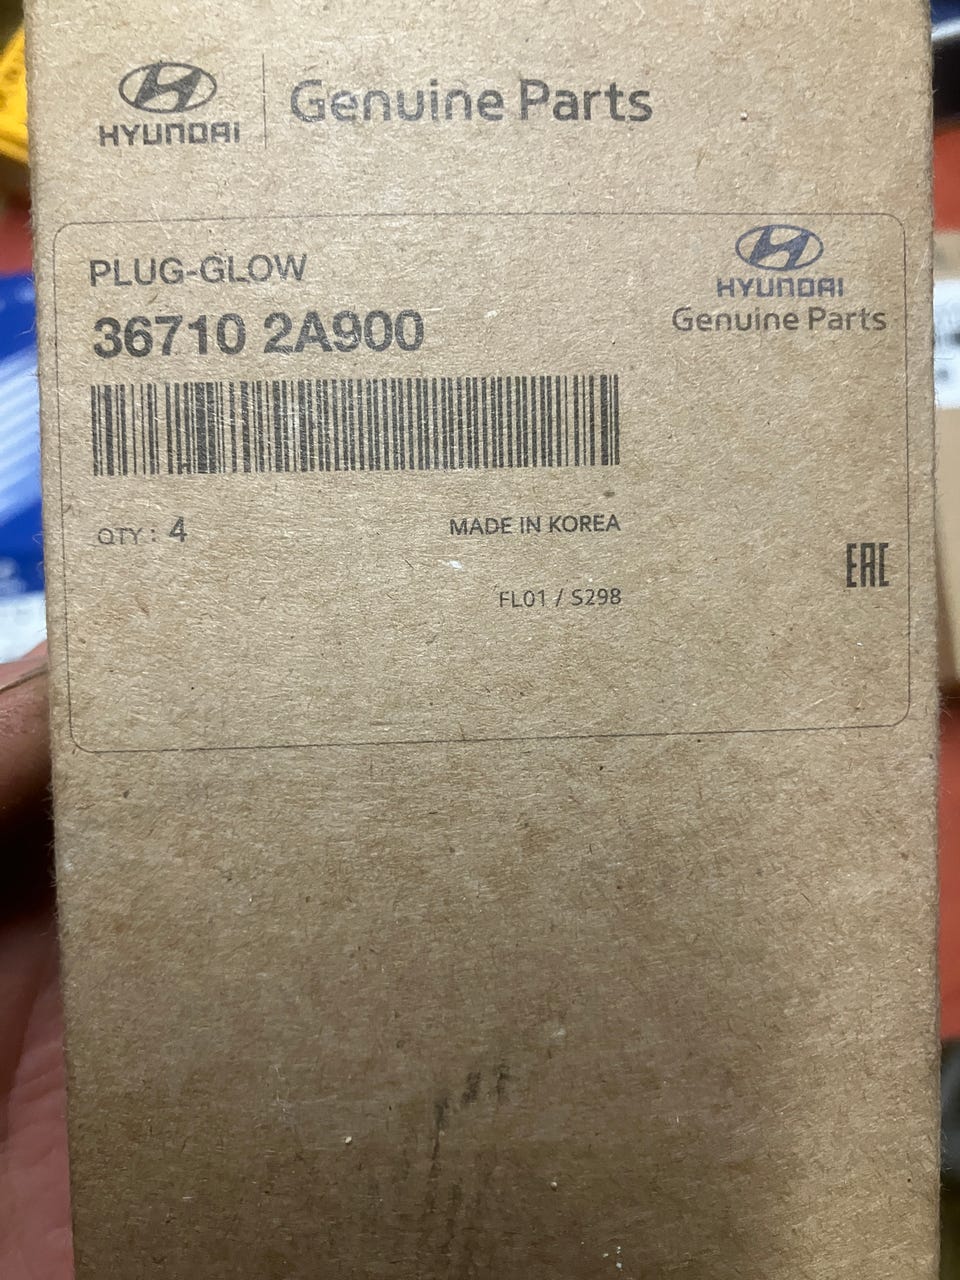 HYUNDAI
Genuine Parts
HYUNDAI
Genuine Parts
PLUG-GLOW
36710 2A900
QTY : 4
MADE IN KOREA
EAC
FL01 / S298